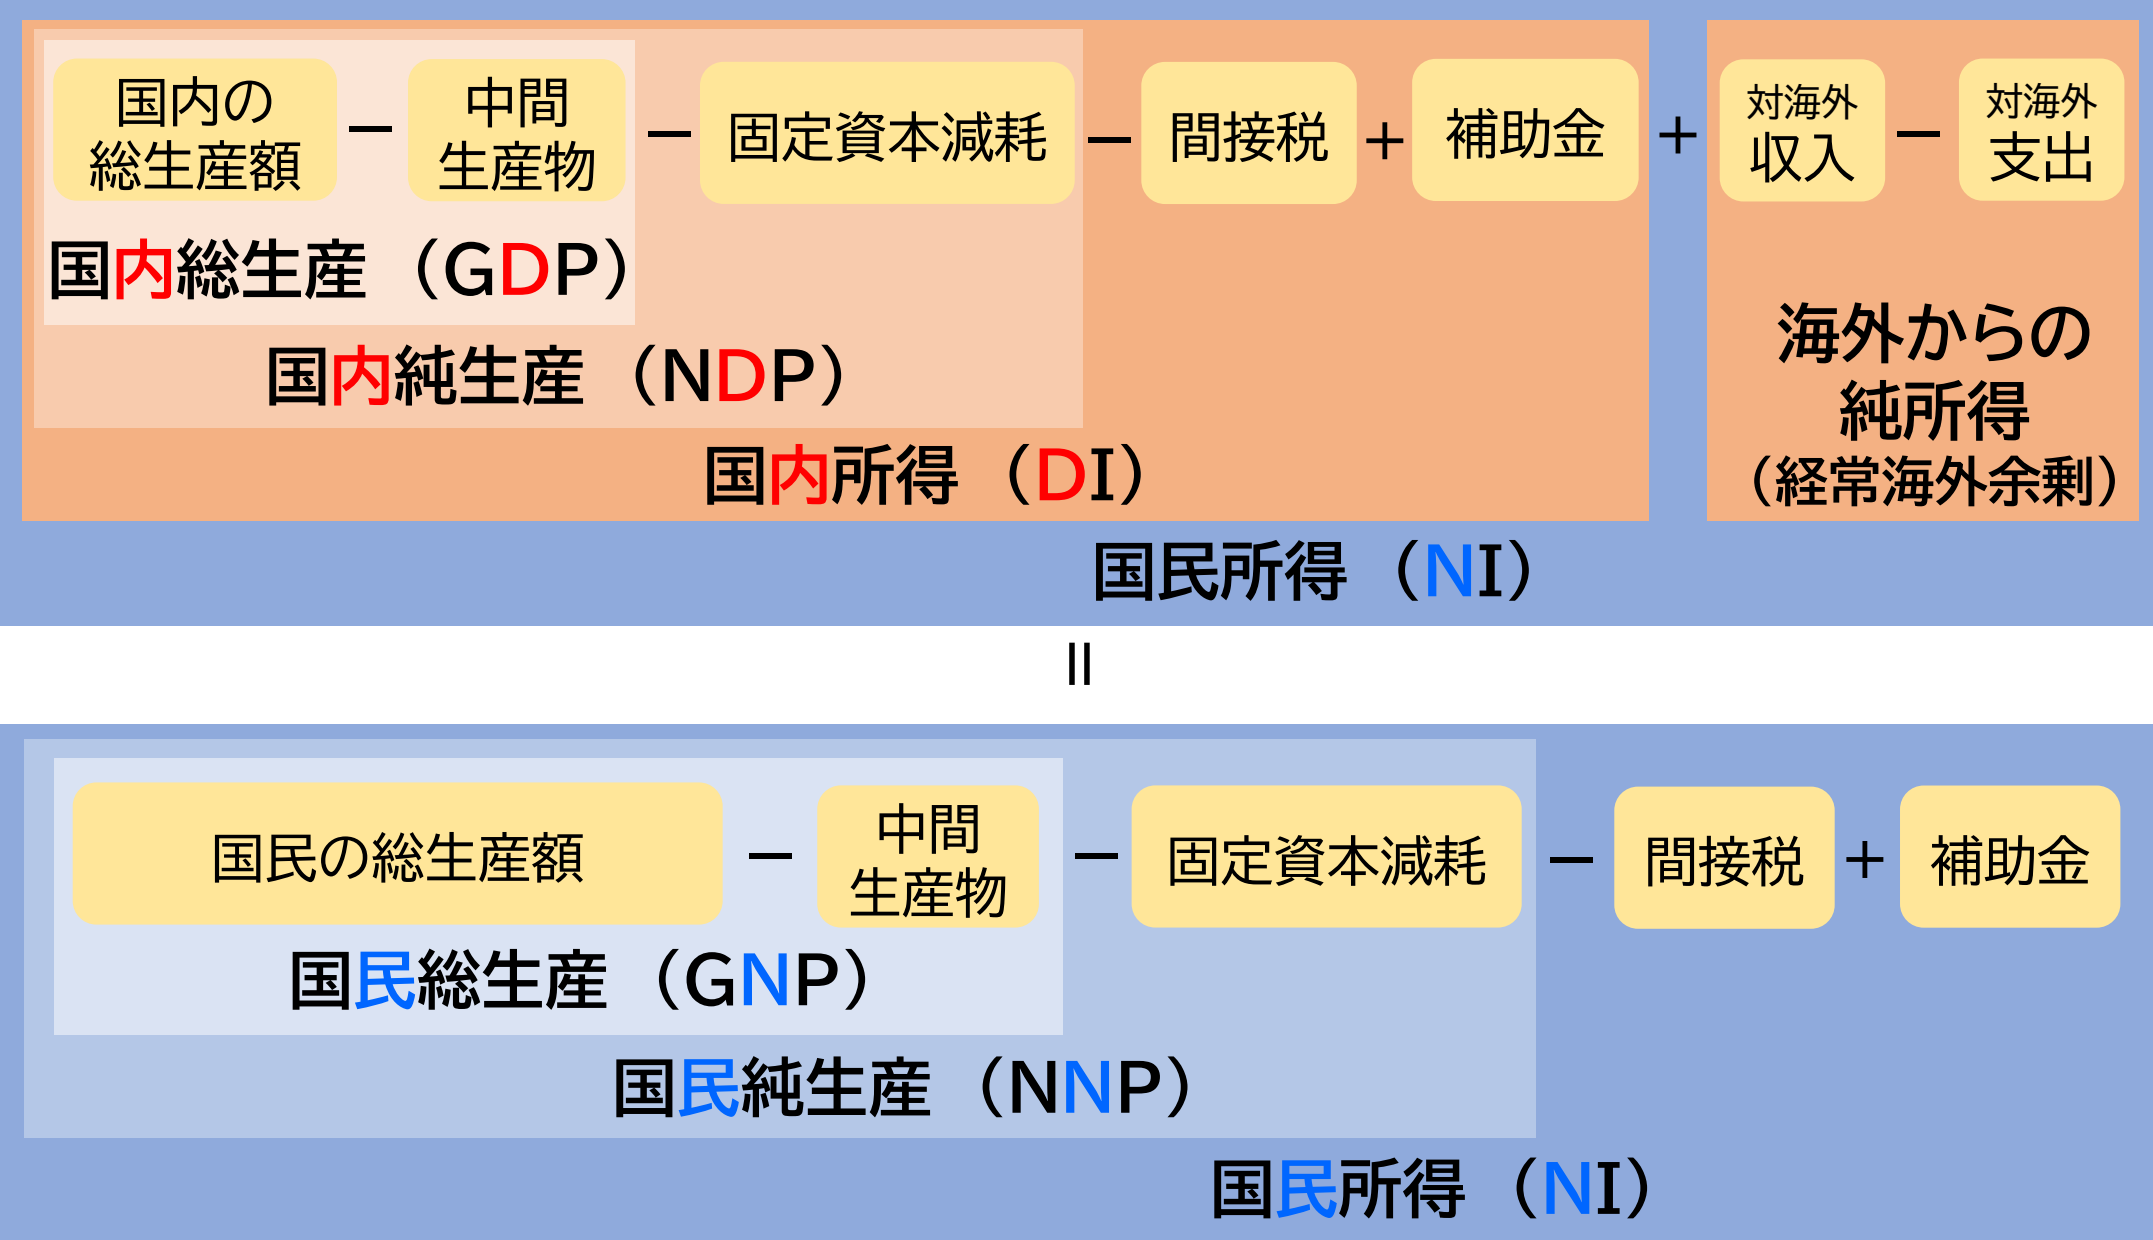 国内の
総生産額
－
中間
生産物
－
固定資本減耗
－
間接税
＋
補助金
＋
対海外
収入
－
対海外
支出
国内総生産（GDP）
国内純生産（NDP）
国内所得（DI）
海外からの
純所得
（経常海外余剰）
国民所得（NI）
＝
国民の総生産額
－
中間
生産物
－
固定資本減耗
－
間接税
＋
補助金
国民総生産（GNP）
国民純生産（NNP）
国民所得（NI）